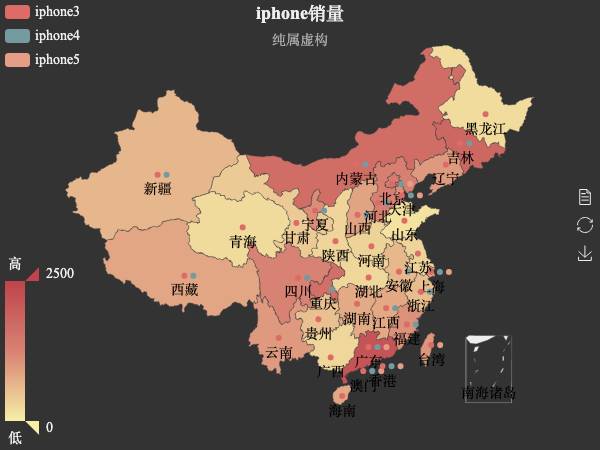 iphone3
iphone4
iphone5
iphone销量
纯属虚构
黑龙江
吉林
辽宁
内蒙古
新疆
北京
天津
河北
山西
山东
宁夏
甘肃
青海
陕西
河南
江苏
上海
安徽
西藏
四川
重庆
湖北
浙江
湖南
江西
贵州
福建
云南
广西
广东
台湾
香港
澳门
海南
南海诸岛
高
2500
0
低